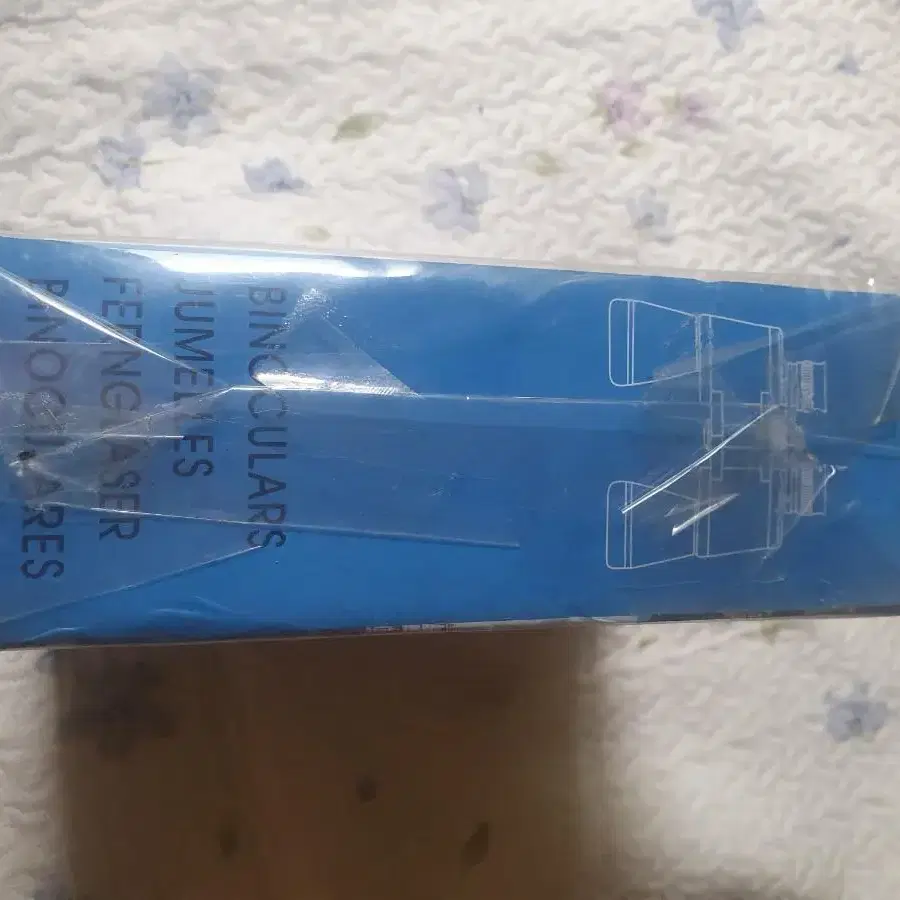 BINOCULARS
JUMELLES
FERNGLASER
BINOCULARES